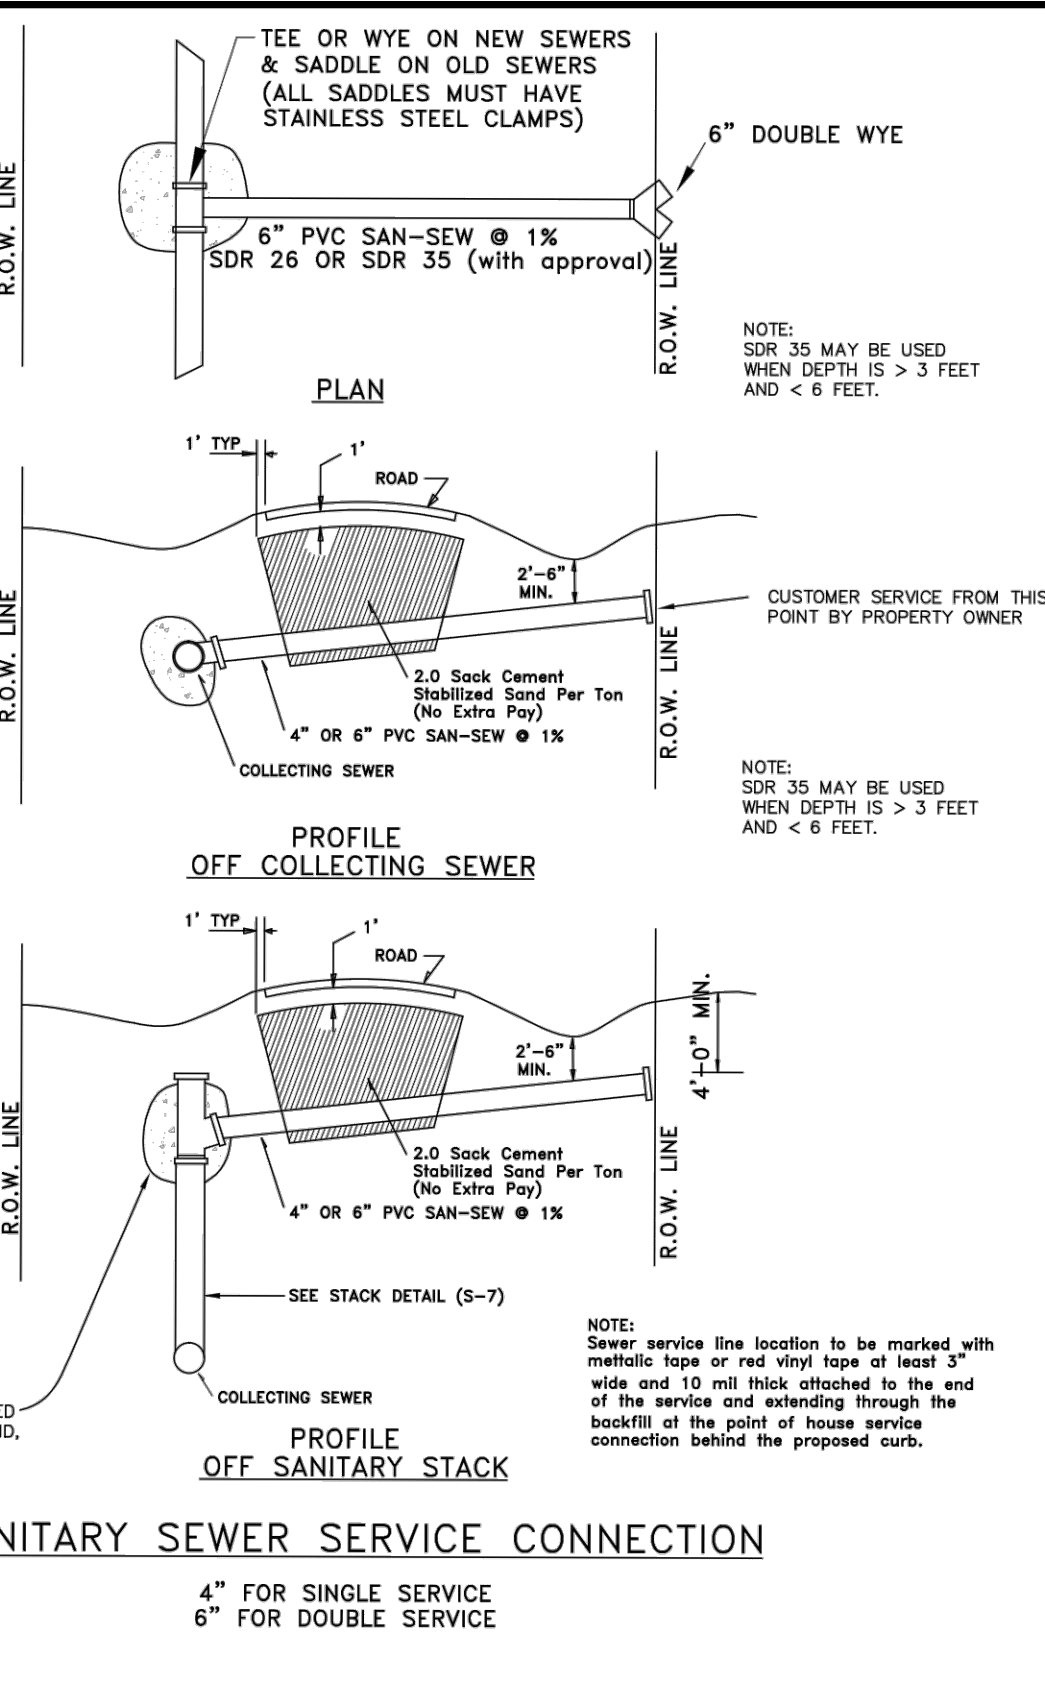 TEE OR WYE ON NEW SEWERS
& SADDLE ON OLD SEWERS
(ALL SADDLES MUST HAVE
STAINLESS STEEL CLAMPS)
6" DOUBLE WYE
R.O.W. LINE
6" PVC SAN-SEW @ 1%
SDR 26 OR SDR 35 (with approval)
R.O.W. LINE
NOTE:
SDR 35 MAY BE USED
WHEN DEPTH IS > 3 FEET
AND < 6 FEET.
PLAN
1' TYP
1'
ROAD
2'-6"
MIN.
R.O.W. LINE
CUSTOMER SERVICE FROM THIS
POINT BY PROPERTY OWNER
R.O.W. LINE
2.0 Sack Cement
Stabilized Sand Per Ton
(No Extra Pay)
4" OR 6" PVC SAN-SEW @ 1%
COLLECTING SEWER
NOTE:
SDR 35 MAY BE USED
WHEN DEPTH IS > 3 FEET
AND < 6 FEET.
PROFILE
OFF COLLECTING SEWER
1' TYP
1'
ROAD
2'-6"
MIN.
4'-0" MIN.
R.O.W. LINE
R.O.W. LINE
2.0 Sack Cement
Stabilized Sand Per Ton
(No Extra Pay)
4" OR 6" PVC SAN-SEW @ 1%
SEE STACK DETAIL (S-7)
NOTE:
Sewer service line location to be marked with
mettalic tape or red vinyl tape at least 3"
wide and 10 mil thick attached to the end
of the service and extending through the
backfill at the point of house service
connection behind the proposed curb.
COLLECTING SEWER
ED
ND,
PROFILE
OFF SANITARY STACK
NITARY SEWER SERVICE CONNECTION
4" FOR SINGLE SERVICE
6" FOR DOUBLE SERVICE